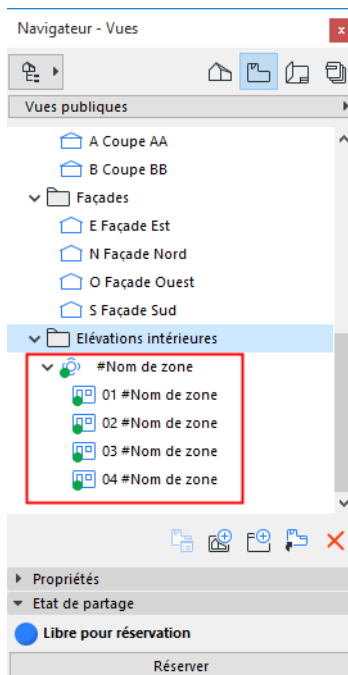 Navigateur - Vues
Vues publiques
A Coupe AA
B Coupe BB
Façades
E Façade Est
N Façade Nord
O Façade Ouest
S Façade Sud
Elévations intérieures
#Nom de zone
01 #Nom de zone
02 #Nom de zone
03 #Nom de zone
04 #Nom de zone
Propriétés
Etat de partage
Libre pour réservation
Réserver